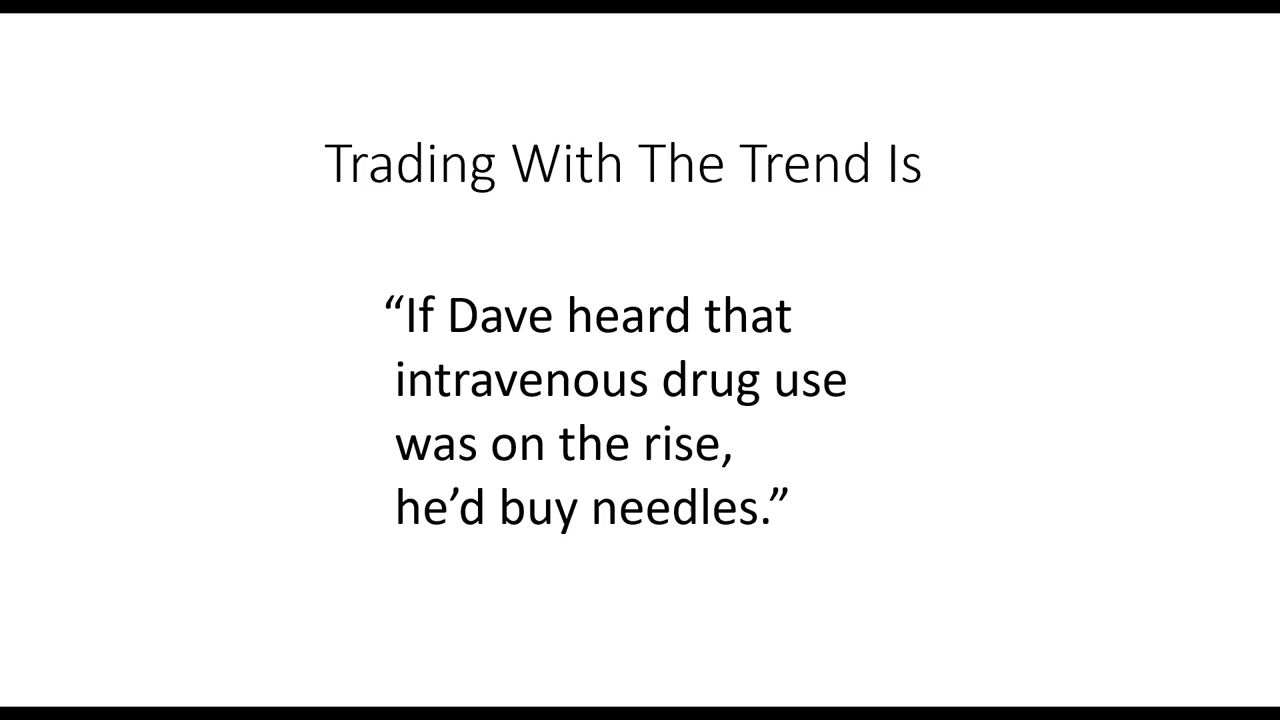 Trading With The Trend Is
“If Dave heard that
intravenous drug use
was on the rise,
he’d buy needles.”